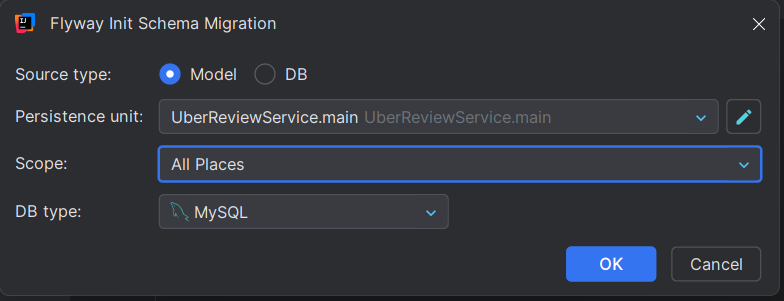 Flyway Init Schema Migration
Source type: Model DB
Persistence unit: UberReviewService.main UberReviewService.main
Scope: All Places
DB type: MySQL
OK Cancel